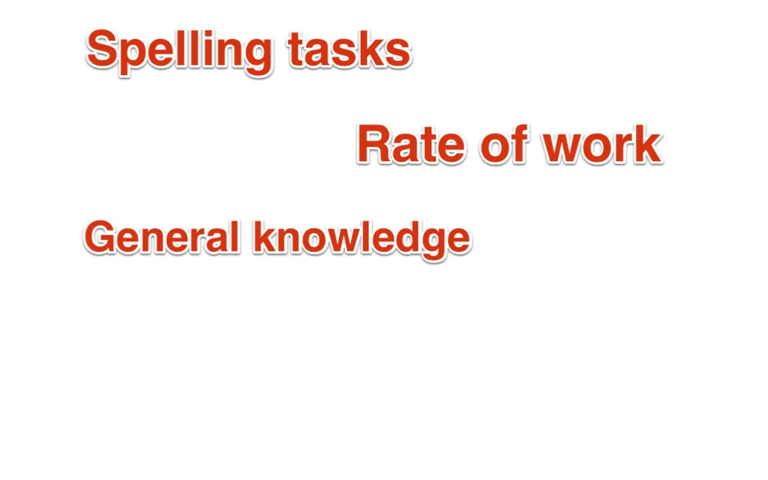 Spelling tasks
Rate of work
General knowledge